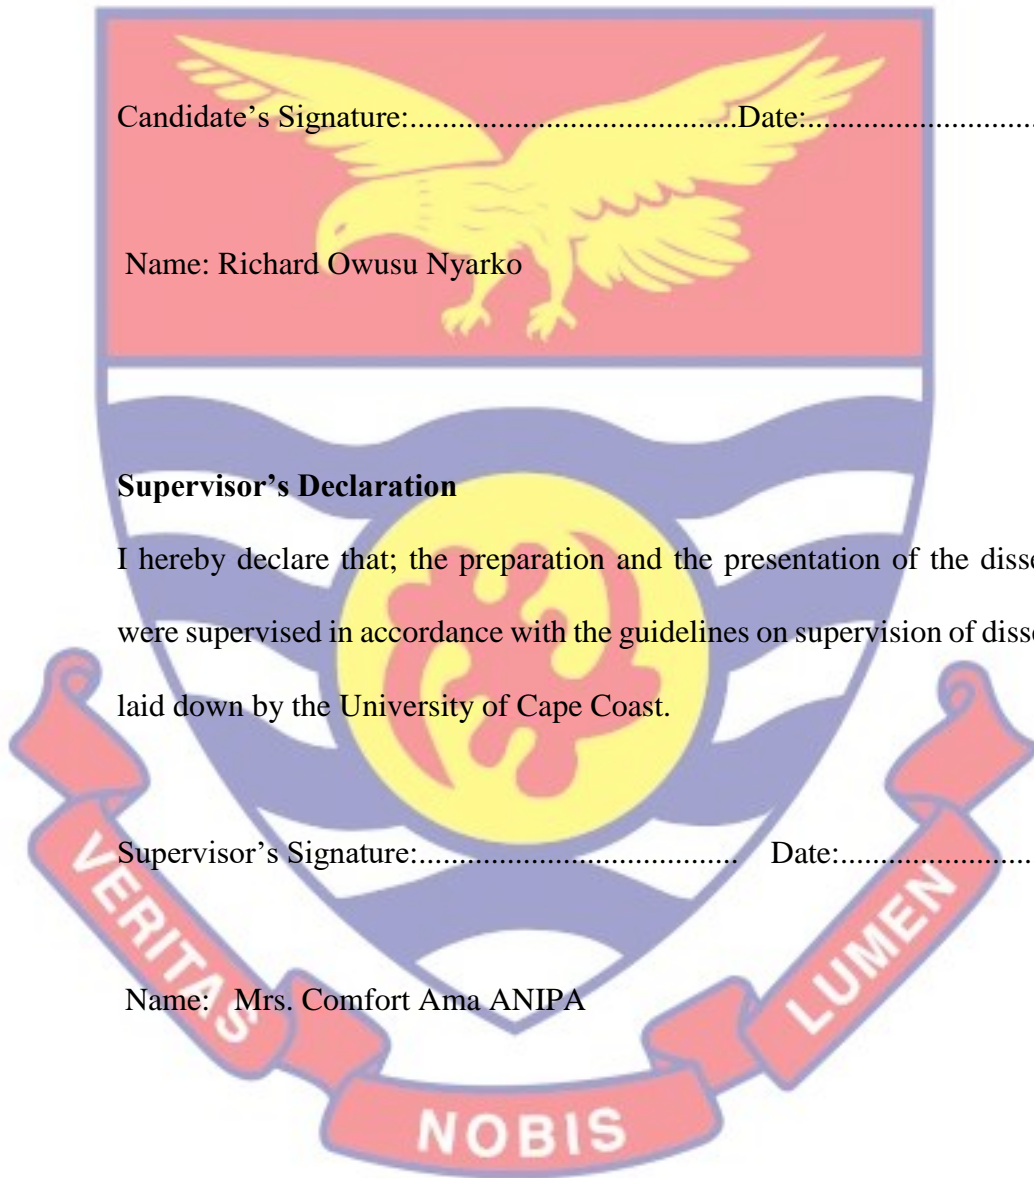 Candidate’s Signature:.........................................Date:............................
Name: Richard Owusu Nyarko
Supervisor’s Declaration
I hereby declare that; the preparation and the presentation of the disse
were supervised in accordance with the guidelines on supervision of disse
laid down by the University of Cape Coast.
Supervisor’s Signature:........................................ Date:........................
Name: Mrs. Comfort Ama ANIPA
VERITAS
NOBIS
LUMEN